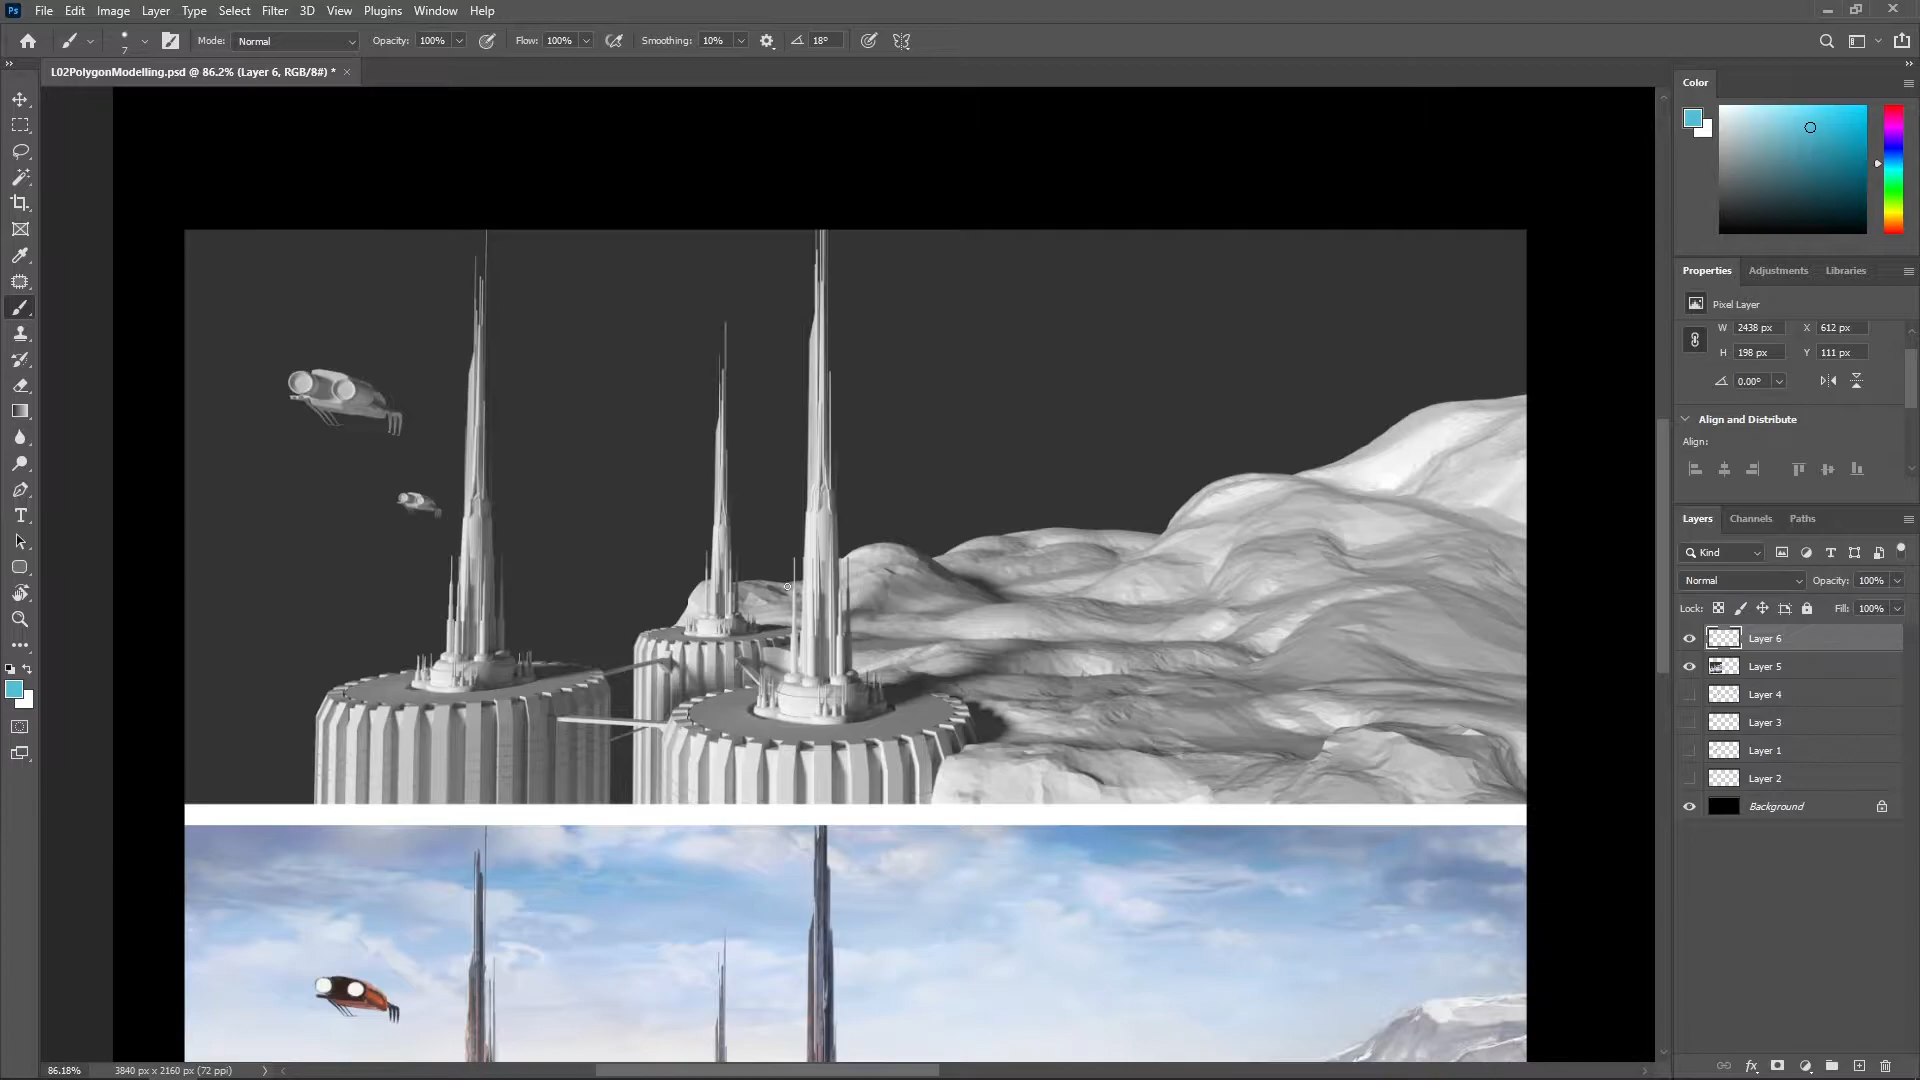 Ps File Edit Image Layer Type Select Filter 3D View Plugins Window Help
7 Mode: Normal Opacity: 100% Flow: 100% Smoothing: 10% 18°
L02PolygonModelling.psd @ 86.2% (Layer 6, RGB/8#) * ×
Color
Properties Adjustments Libraries
Pixel Layer
W 2438 px X 612 px
H 198 px Y 111 px
0.00°
Align and Distribute
Align:
Layers Channels Paths
Kind
Normal Opacity: 100%
Lock: Fill: 100%
Layer 6
Layer 5
Layer 4
Layer 3
Layer 1
Layer 2
Background
86.18% 3840 px x 2160 px (72 ppi)